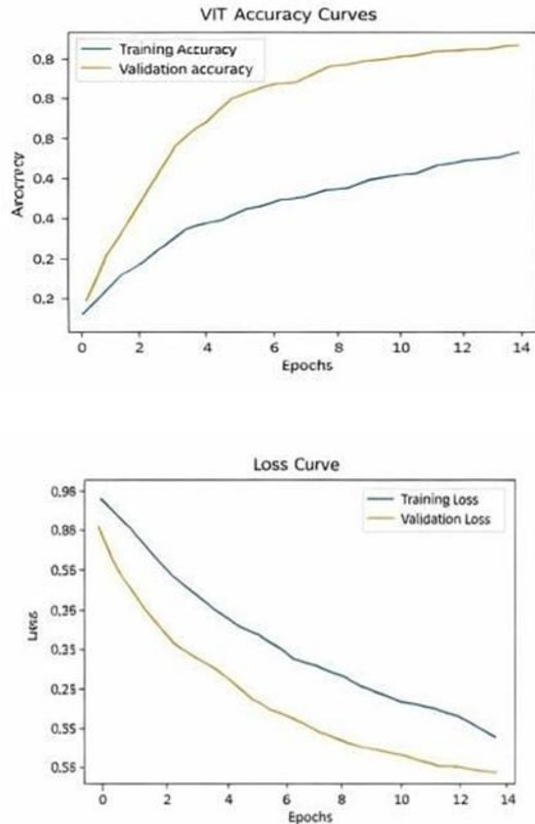 VIT Accuracy Curves
Training Accuracy
Validation accuracy
0.8
0.8
0.8
0.4
0.4
0.2
0.2
0 2 4 6 8 10 12 14
Epochs
Loss Curve
Training Loss
Validation Loss
0.96
0.86
0.55
0.35
0.35
0.25
0.55
0.55
0 2 4 6 8 10 12 14
Epochs